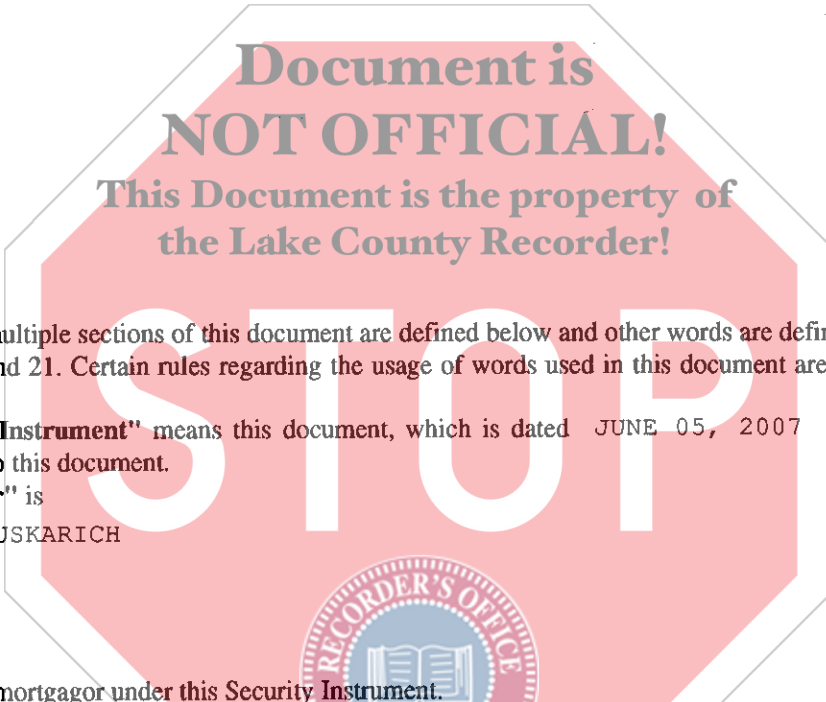 Document is
NOT OFFICIAL!
This Document is the property of
the Lake County Recorder!
multiple sections of this document are defined below and other words are defin
nd 21. Certain rules regarding the usage of words used in this document are
Instrument" means this document, which is dated JUNE 05, 2007
this document.
" is
USKARICH
STOP
RECORDER'S OFFICE
mortgagor under this Security Instrument.